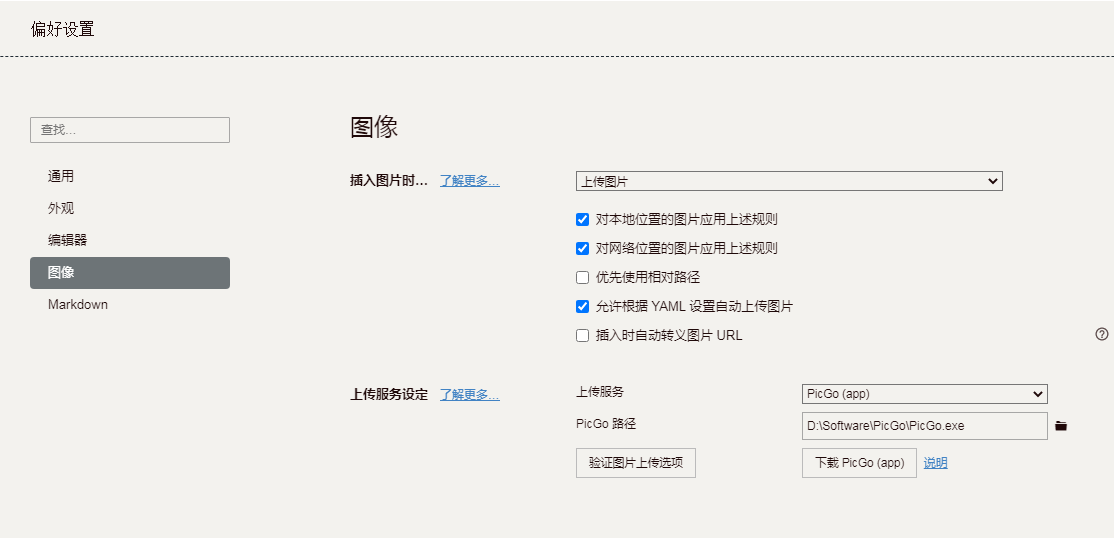 偏好设置
查找...
通用
外观
编辑器
图像
Markdown
图像
插入图片时... 了解更多...
上传图片
对本地位置的图片应用上述规则
对网络位置的图片应用上述规则
优先使用相对路径
允许根据 YAML 设置自动上传图片
插入时自动转义图片 URL
上传服务设定 了解更多...
上传服务 PicGo (app)
PicGo 路径 D:\Software\PicGo\PicGo.exe
验证图片上传选项 下载 PicGo (app) 说明